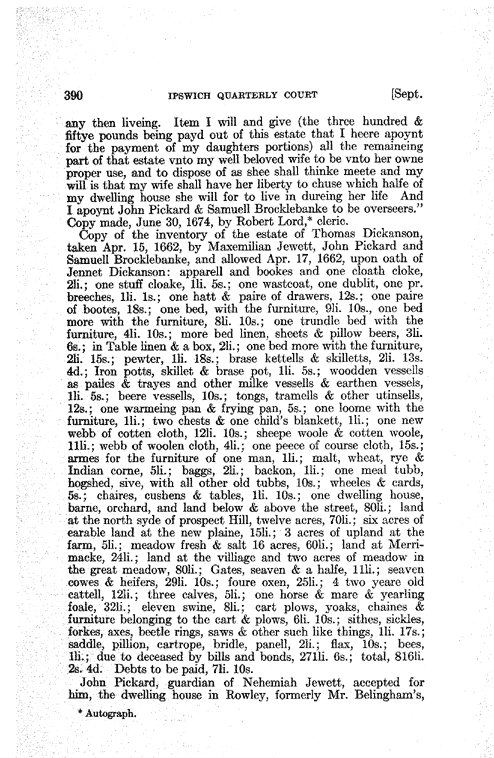 390 IPSWICH QUARTERLY COURT [Sept.
any then liveing. Item I will and give (the three hundred &
fiftye pounds being payd out of this estate that I heere apoynt
for the payment of my daughters portions) all the remaineing
part of that estate vnto my well beloved wife to be vnto her owne
proper use, and to dispose of as shee shall thinke meete and my
will is that my wife shall have her liberty to chuse which halfe of
my dwelling house she will for to live in dureing her life And
I apoynt John Pickard & Samuell Brocklebanke to be overseers."
Copy made, June 30, 1674, by Robert Lord,* cleric.
Copy of the inventory of the estate of Thomas Dickanson,
taken Apr. 15, 1662, by Maxemilian Jewett, John Pickard and
Samuell Brocklebanke, and allowed Apr. 17, 1662, upon oath of
Jennet Dickanson: apparell and bookes and one cloath cloke,
2li.; one stuff cloake, 1li. 5s.; one wastcoat, one dublit, one pr.
breeches, 1li. 1s.; one hatt & paire of drawers, 12s.; one paire
of bootes, 18s.; one bed, with the furniture, 9li. 10s., one bed
more with the furniture, 8li. 10s.; one trundle bed with the
furniture, 4li. 10s.; more bed linen, sheets & pillow beers, 3li.
6s.; in Table linen & a box, 2li.; one bed more with the furniture,
2li. 15s.; pewter, 1li. 18s.; brase kettells & skilletts, 2li. 13s.
4d.; Iron potts, skillet & brase pot, 1li. 5s.; woodden vessells
as pailes & trayes and other milke vessells & earthen vessels,
1li. 5s.; beere vessells, 10s.; tongs, tramells & other utinsells,
12s.; one warmeing pan & frying pan, 5s.; one loome with the
furniture, 1li.; two chests & one child's blankett, 1li.; one new
webb of cotten cloth, 12li. 10s.; sheepe woole & cotten woole,
11li.; webb of woolen cloth, 4li.; one peece of course cloth, 15s.;
armes for the furniture of one man, 1li.; malt, wheat, rye &
Indian corne, 5li.; baggs, 2li.; backon, 1li.; one meal tubb,
hogshed, sive, with all other old tubbs, 10s.; wheeles & cards,
5s.; chaires, cushens & tables, 1li. 10s.; one dwelling house,
barne, orchard, and land below & above the street, 80li.; land
at the north syde of prospect Hill, twelve acres, 70li.; six acres of
earable land at the new plaine, 15li.; 3 acres of upland at the
farm, 5li.; meadow fresh & salt 16 acres, 60li.; land at Merri-
macke, 24li.; land at the villiage and two acres of meadow in
the great meadow, 80li.; Gates, seaven & a halfe, 11li.; seaven
cowes & heifers, 29li. 10s.; foure oxen, 25li.; 4 two yeare old
cattell, 12li.; three calves, 5li.; one horse & mare & yearling
foale, 32li.; eleven swine, 8li.; cart plows, yoaks, chaines &
furniture belonging to the cart & plows, 6li. 10s.; sithes, sickles,
forkes, axes, beetle rings, saws & other such like things, 1li. 17s.;
saddle, pillion, cartrope, bridle, panell, 2li.; flax, 10s.; bees,
1li.; due to deceased by bills and bonds, 271li. 6s.; total, 816li.
2s. 4d. Debts to be paid, 7li. 10s.
John Pickard, guardian of Nehemiah Jewett, accepted for
him, the dwelling house in Rowley, formerly Mr. Belingham's,
* Autograph.